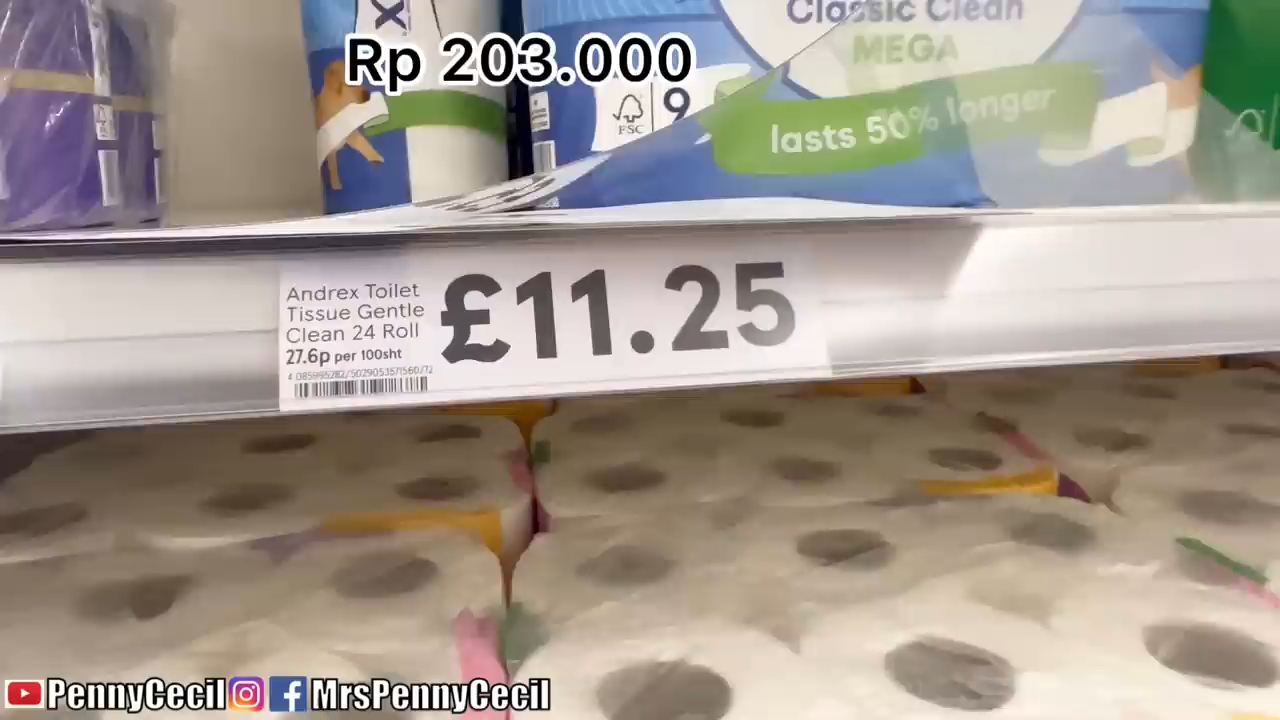 Rp 203.000
Classic Clean
MEGA
lasts 50% longer
FSC
9
Andrex Toilet
Tissue Gentle
Clean 24 Roll
27.6p per 100sht
£11.25
PennyCecil
MrsPennyCecil